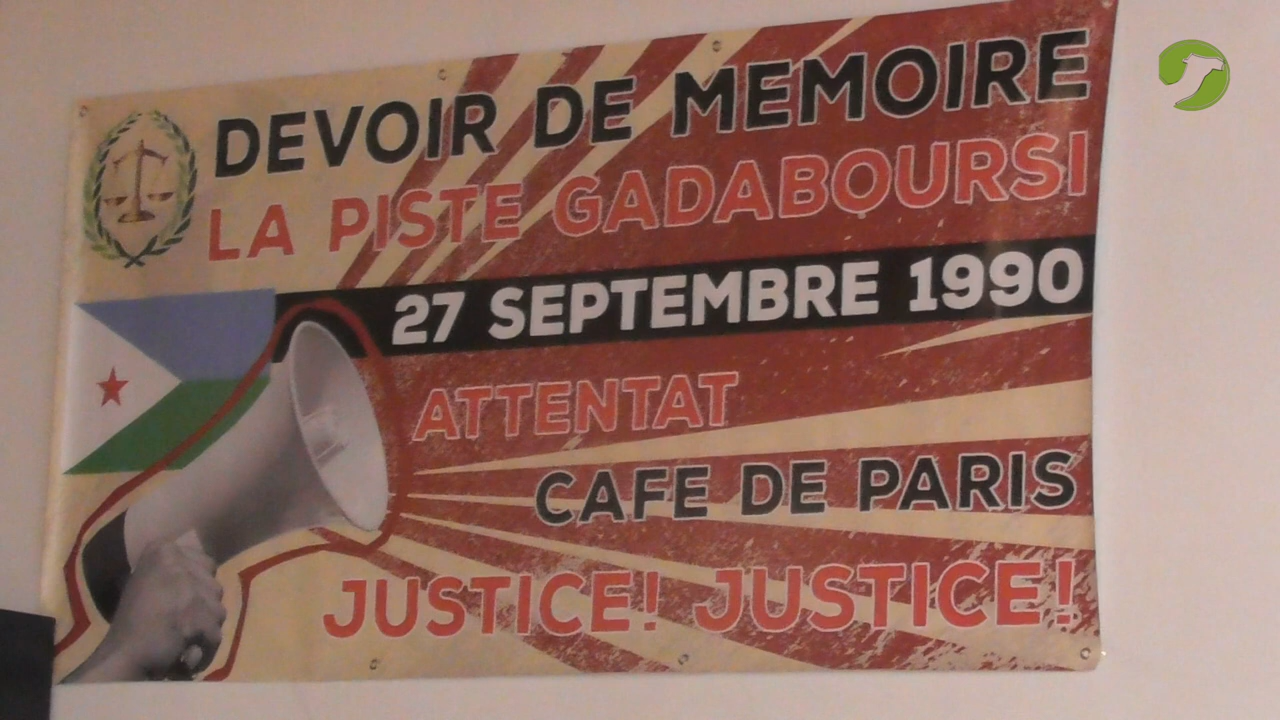 DEVOIR DE MEMOIRE
LA PISTE GADABOURSI
27 SEPTEMBRE 1990
ATTENTAT
CAFE DE PARIS
JUSTICE! JUSTICE!